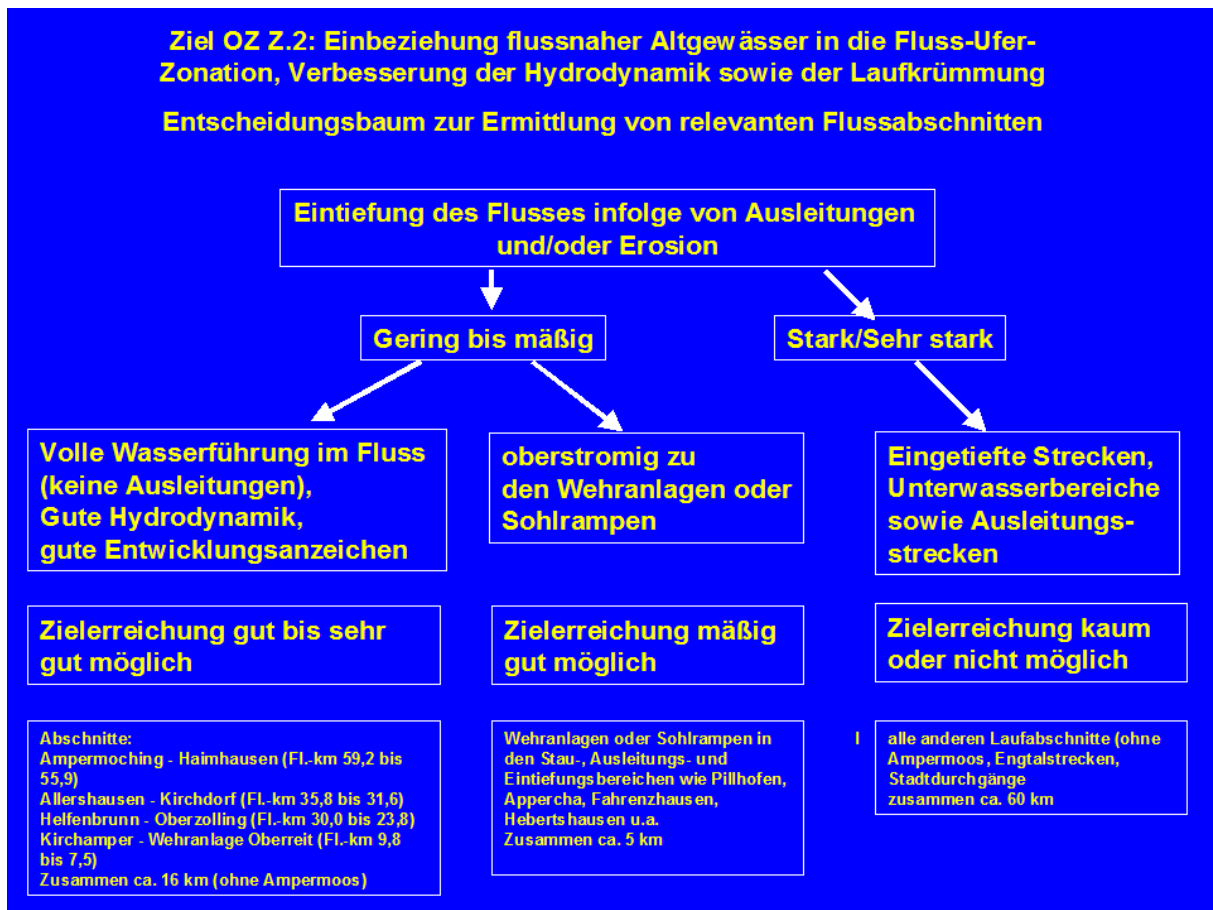 Ziel OZ Z.2: Einbeziehung flussnaher Altgewässer in die Fluss-Ufer-
Zonation, Verbesserung der Hydrodynamik sowie der Laufkrümmung
Entscheidungsbaum zur Ermittlung von relevanten Flussabschnitten
Eintiefung des Flusses infolge von Ausleitungen
und/oder Erosion
Gering bis mäßig
Stark/Sehr stark
Volle Wasserführung im Fluss
(keine Ausleitungen),
Gute Hydrodynamik,
gute Entwicklungsanzeichen
oberstromig zu
den Wehranlagen oder
Sohlrampen
Eingetiefte Strecken,
Unterwasserbereiche
sowie Ausleitungs-
strecken
Zielerreichung gut bis sehr
gut möglich
Zielerreichung mäßig
gut möglich
Zielerreichung kaum
oder nicht möglich
Abschnitte:
Ampermoching - Haimhausen (Fl.-km 59,2 bis
55,9)
Allershausen - Kirchdorf (Fl.-km 35,8 bis 31,6)
Helfenbrunn - Oberzolling (Fl.-km 30,0 bis 23,8)
Kirchamper - Wehranlage Oberreit (Fl.-km 9,8
bis 7,5)
Zusammen ca. 16 km (ohne Ampermoos)
Wehranlagen oder Sohlrampen in
den Stau-, Ausleitungs- und
Eintiefungsbereichen wie Pillhofen,
Appercha, Fahrenzhausen,
Hebertshausen u.a.
Zusammen ca. 5 km
l
alle anderen Laufabschnitte (ohne
Ampermoos, Engtalstrecken,
Stadtdurchgänge
zusammen ca. 60 km